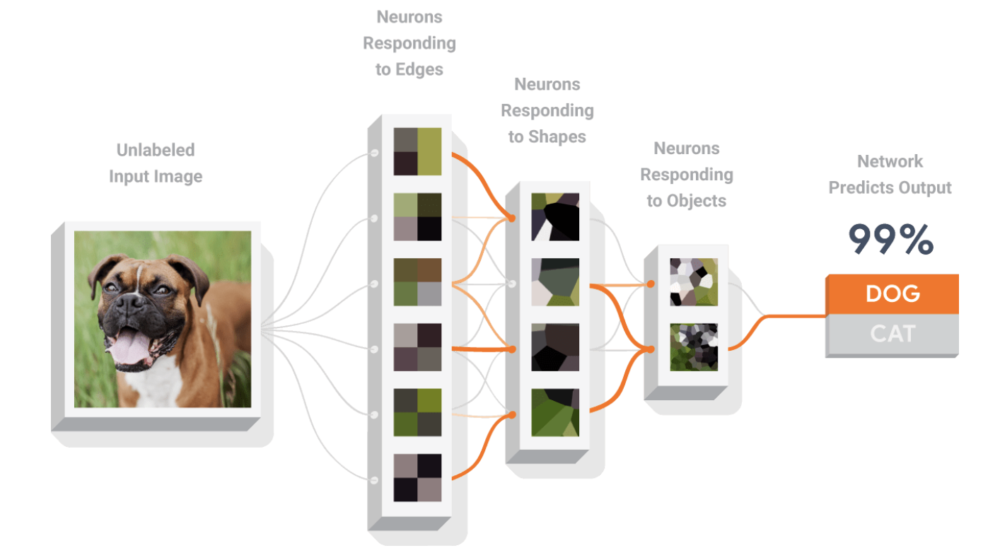 Neurons
Responding
to Edges
Neurons
Responding
to Shapes
Unlabeled
Input Image
Neurons
Responding
to Objects
Network
Predicts Output
99%
DOG
CAT